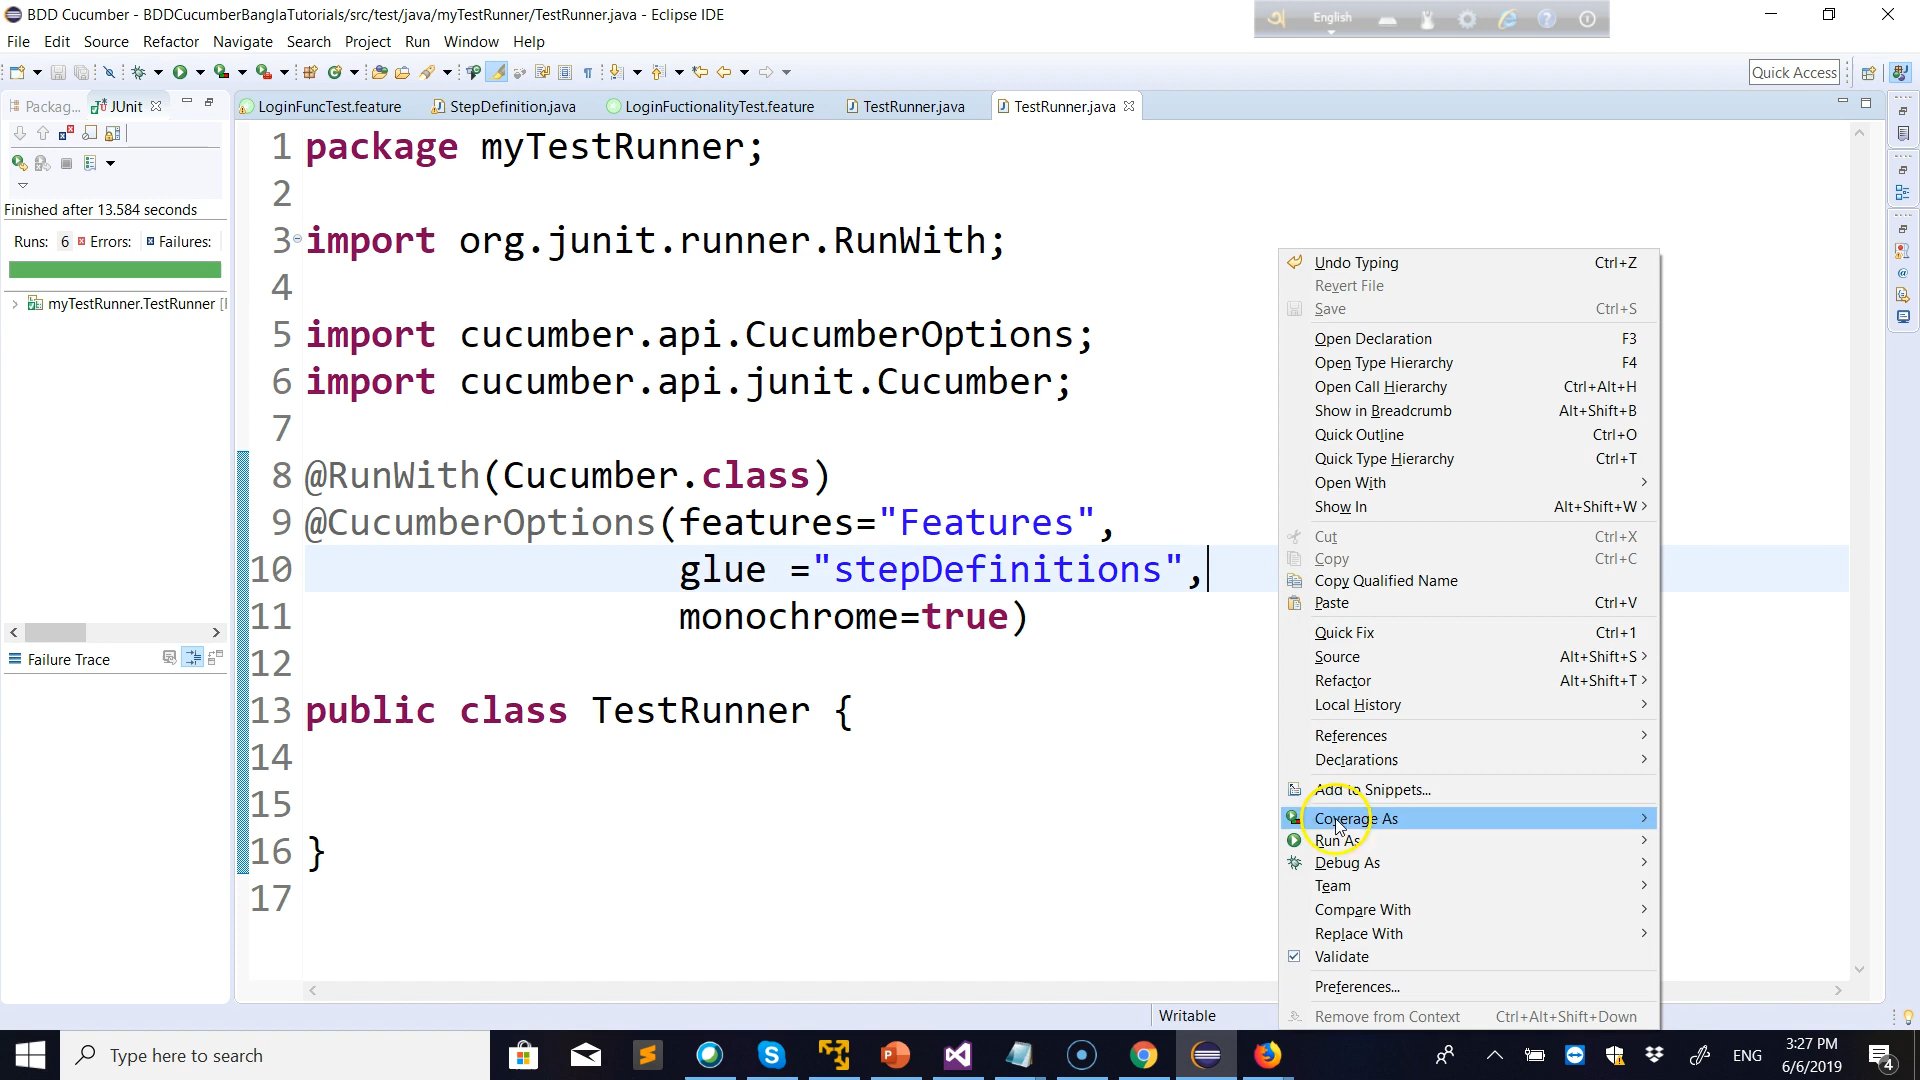 BDD Cucumber - BDDCucumberBanglaTutorials/src/test/java/myTestRunner/TestRunner.java - Eclipse IDE
English
File Edit Source Refactor Navigate Search Project Run Window Help
Quick Access
Packag... JUnit
LoginFuncTest.feature StepDefinition.java LoginFuctionalityTest.feature TestRunner.java TestRunner.java
Finished after 13.584 seconds
Runs: 6 Errors: Failures:
myTestRunner.TestRunner
Failure Trace
1 package myTestRunner;
2
3 import org.junit.runner.RunWith;
4
5 import cucumber.api.CucumberOptions;
6 import cucumber.api.junit.Cucumber;
7
8 @RunWith(Cucumber.class)
9 @CucumberOptions(features="Features",
10 glue ="stepDefinitions",
11 monochrome=true)
12
13 public class TestRunner {
14
15
16 }
17
Undo Typing Ctrl+Z
Revert File
Save Ctrl+S
Open Declaration F3
Open Type Hierarchy F4
Open Call Hierarchy Ctrl+Alt+H
Show in Breadcrumb Alt+Shift+B
Quick Outline Ctrl+O
Quick Type Hierarchy Ctrl+T
Open With
Show In Alt+Shift+W
Cut Ctrl+X
Copy Ctrl+C
Copy Qualified Name
Paste Ctrl+V
Quick Fix Ctrl+1
Source Alt+Shift+S
Refactor Alt+Shift+T
Local History
References
Declarations
Add to Snippets...
Coverage As
Run As
Debug As
Team
Compare With
Replace With
Validate
Preferences...
Remove from Context Ctrl+Alt+Shift+Down
Writable
Type here to search
ENG
3:27 PM
6/6/2019
4